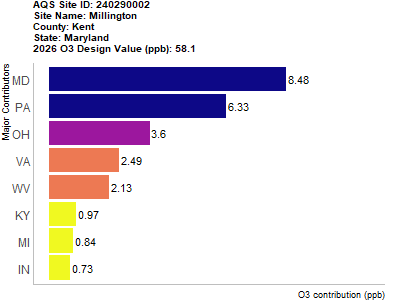 AQS Site ID: 240290002
Site Name: Millington
County: Kent
State: Maryland
2026 O3 Design Value (ppb): 58.1
Major Contributors
MD 8.48
PA 6.33
OH 3.6
VA 2.49
WV 2.13
KY 0.97
MI 0.84
IN 0.73
O3 contribution (ppb)